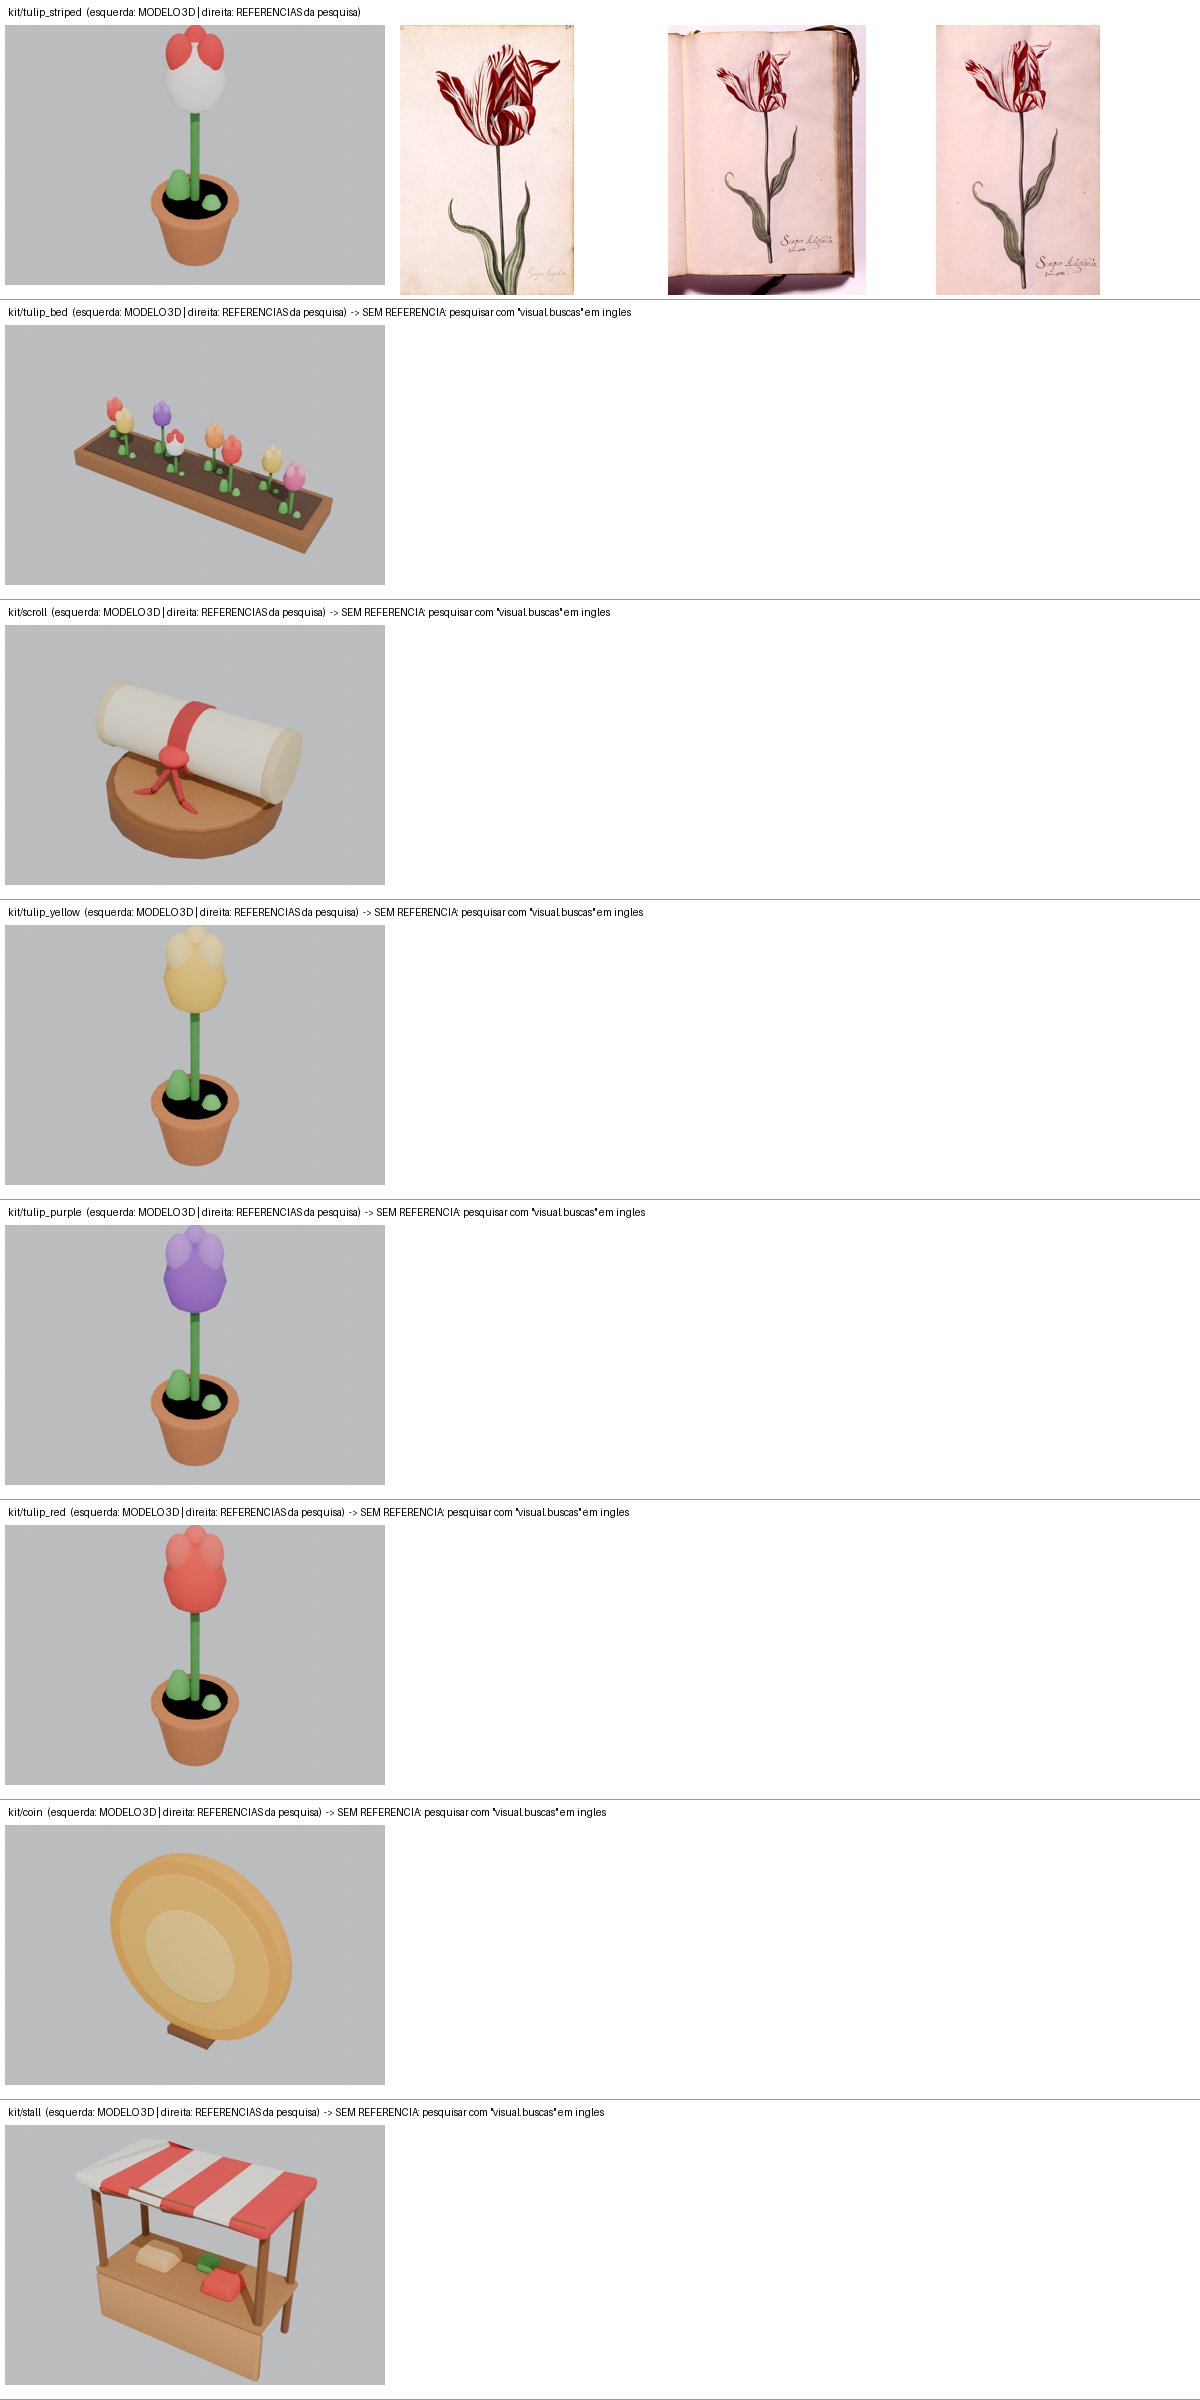 kit/tulip_striped (esquerda: MODELO 3D | direita: REFERENCIAS da pesquisa)
Semper Augustus
Semper Augustus
kit/tulip_bed (esquerda: MODELO 3D | direita: REFERENCIAS da pesquisa) -> SEM REFERENCIA: pesquisar com "visual.buscas" em ingles
kit/scroll (esquerda: MODELO 3D | direita: REFERENCIAS da pesquisa) -> SEM REFERENCIA: pesquisar com "visual.buscas" em ingles
kit/tulip_yellow (esquerda: MODELO 3D | direita: REFERENCIAS da pesquisa) -> SEM REFERENCIA: pesquisar com "visual.buscas" em ingles
kit/tulip_purple (esquerda: MODELO 3D | direita: REFERENCIAS da pesquisa) -> SEM REFERENCIA: pesquisar com "visual.buscas" em ingles
kit/tulip_red (esquerda: MODELO 3D | direita: REFERENCIAS da pesquisa) -> SEM REFERENCIA: pesquisar com "visual.buscas" em ingles
kit/coin (esquerda: MODELO 3D | direita: REFERENCIAS da pesquisa) -> SEM REFERENCIA: pesquisar com "visual.buscas" em ingles
kit/stall (esquerda: MODELO 3D | direita: REFERENCIAS da pesquisa) -> SEM REFERENCIA: pesquisar com "visual.buscas" em ingles